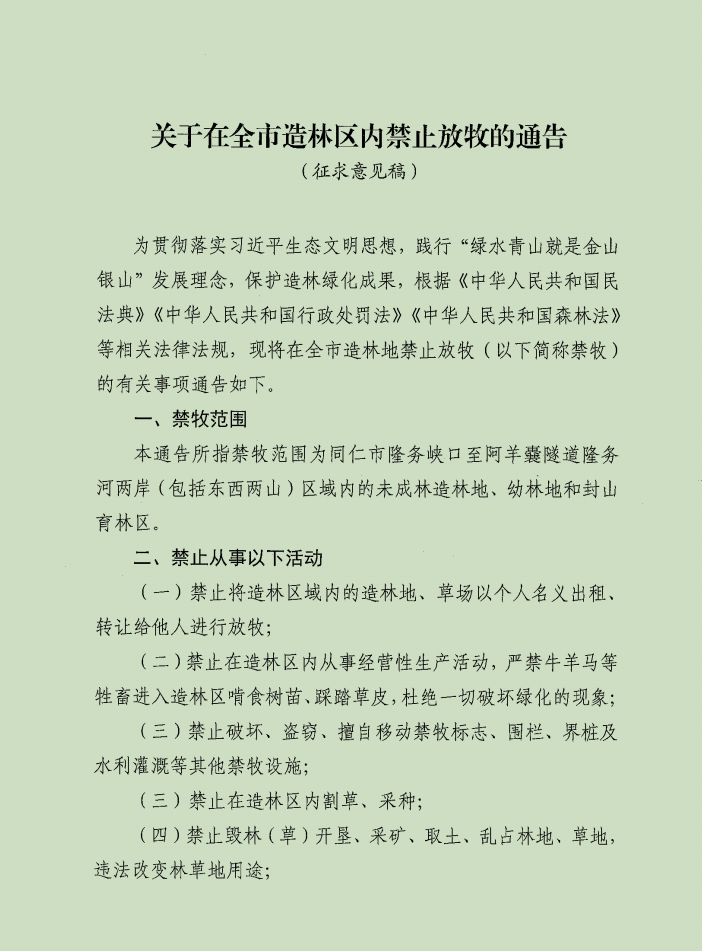 关于在全市造林区内禁止放牧的通告
（征求意见稿）
为贯彻落实习近平生态文明思想，践行“绿水青山就是金山
银山”发展理念，保护造林绿化成果，根据《中华人民共和国民
法典》《中华人民共和国行政处罚法》《中华人民共和国森林法》
等相关法律法规，现将在全市造林地禁止放牧（以下简称禁牧）
的有关事项通告如下。
一、禁牧范围
本通告所指禁牧范围为同仁市隆务峡口至阿羊囊隧道隆务
河两岸（包括东西两山）区域内的未成林造林地、幼林地和封山
育林区。
二、禁止从事以下活动
（一）禁止将造林区域内的造林地、草场以个人名义出租、
转让给他人进行放牧；
（二）禁止在造林区内从事经营性生产活动，严禁牛羊马等
牲畜进入造林区啃食树苗、踩踏草皮，杜绝一切破坏绿化的现象；
（三）禁止破坏、盗窃、擅自移动禁牧标志、围栏、界桩及
水利灌溉等其他禁牧设施；
（三）禁止在造林区内割草、采种；
（四）禁止毁林（草）开垦、采矿、取土、乱占林地、草地，
违法改变林草地用途；